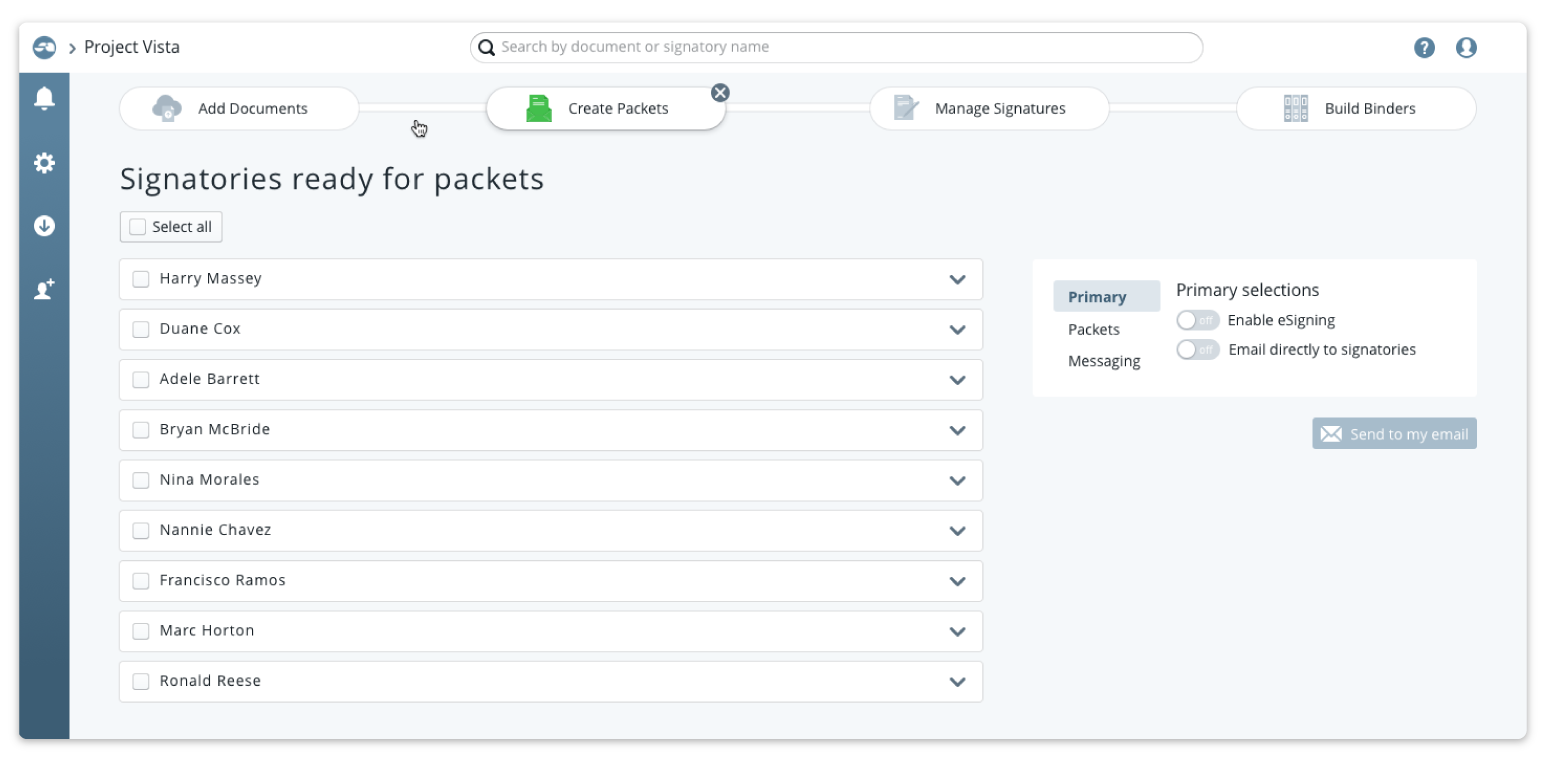 Project Vista
Search by document or signatory name
?
Add Documents
Create Packets
Manage Signatures
Build Binders
Signatories ready for packets
Select all
Harry Massey
Duane Cox
Adele Barrett
Bryan McBride
Nina Morales
Nannie Chavez
Francisco Ramos
Marc Horton
Ronald Reese
Primary
Packets
Messaging
Primary selections
off Enable eSigning
off Email directly to signatories
Send to my email